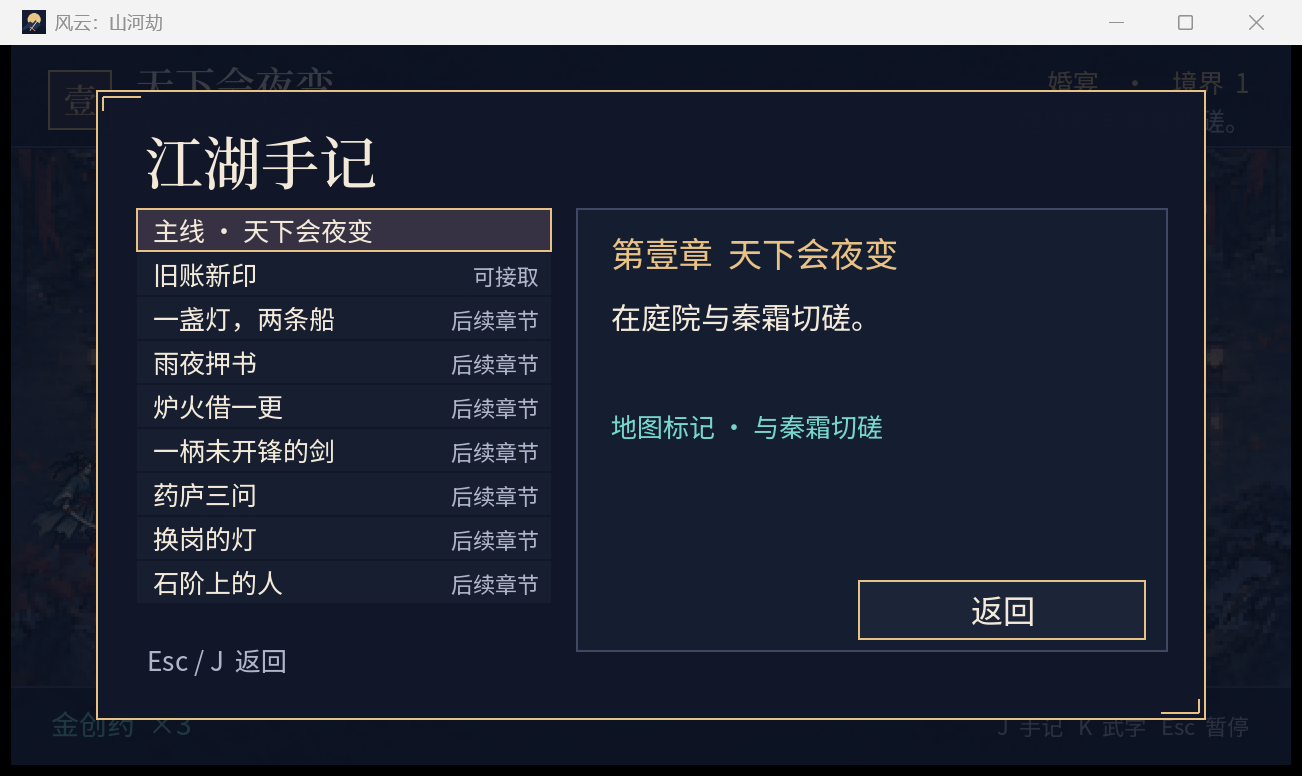 风云：山河劫
壹
天下会夜变
婚宴 · 境界 1
磋。
江湖手记
主线 · 天下会夜变
旧账新印 可接取
一盏灯，两条船 后续章节
雨夜押书 后续章节
炉火借一更 后续章节
一柄未开锋的剑 后续章节
药庐三问 后续章节
换岗的灯 后续章节
石阶上的人 后续章节
Esc / J 返回
第壹章 天下会夜变
在庭院与秦霜切磋。
地图标记 · 与秦霜切磋
返回
金创药 ×3
J 手记 K 武学 Esc 暂停